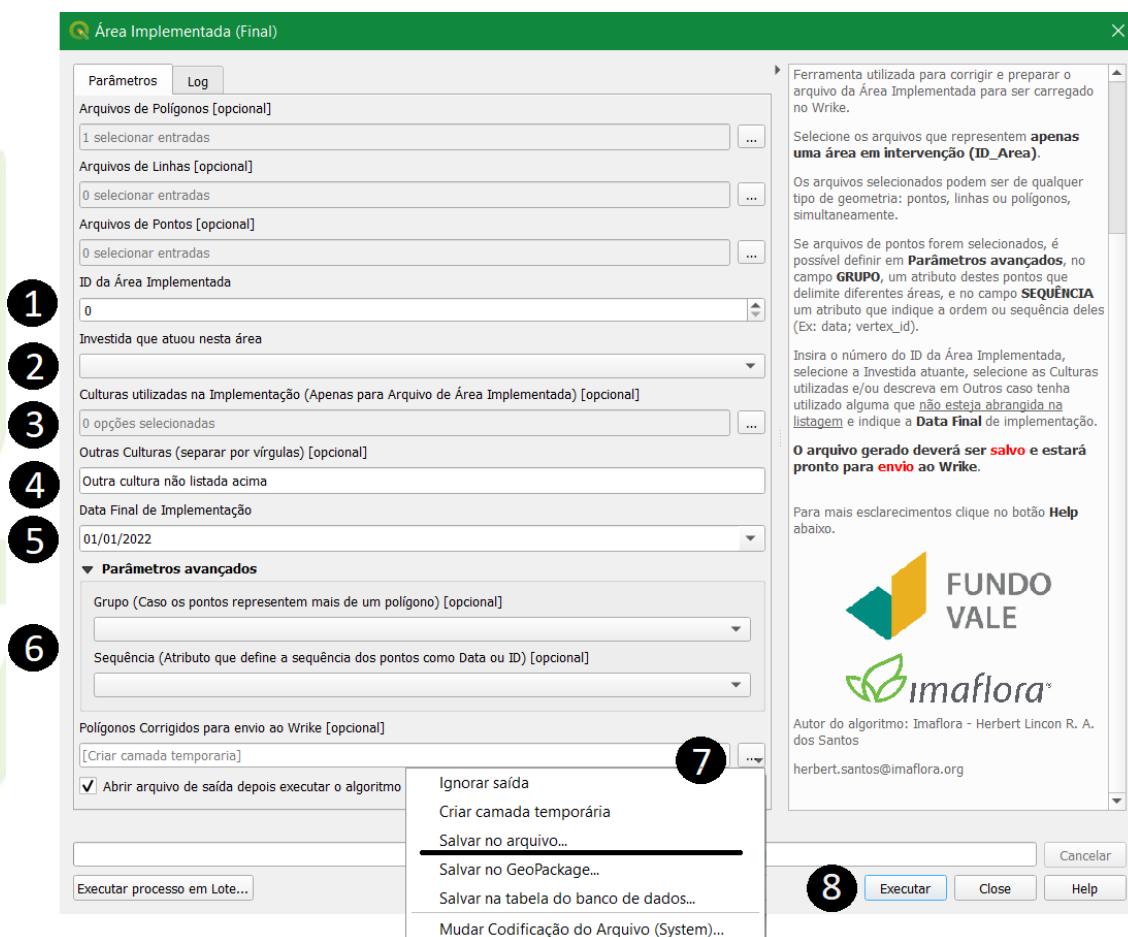 Área Implementada (Final)
Parâmetros
Log
Arquivos de Polígonos [opcional]
1 selecionar entradas
...
Arquivos de Linhas [opcional]
0 selecionar entradas
...
Arquivos de Pontos [opcional]
0 selecionar entradas
...
ID da Área Implementada
1
0
Investida que atuou nesta área
2
Culturas utilizadas na Implementação (Apenas para Arquivo de Área Implementada) [opcional]
3
0 opções selecionadas
...
Outras Culturas (separar por vírgulas) [opcional]
4
Outra cultura não listada acima
Data Final de Implementação
5
01/01/2022
Parâmetros avançados
Grupo (Caso os pontos representem mais de um polígono) [opcional]
6
Sequência (Atributo que define a sequência dos pontos como Data ou ID) [opcional]
Polígonos Corrigidos para envio ao Wrike [opcional]
[Criar camada temporaria]
7
...
Abrir arquivo de saída depois executar o algoritmo
Ignorar saída
Criar camada temporária
Salvar no arquivo...
Salvar no GeoPackage...
Salvar na tabela do banco de dados...
Mudar Codificação do Arquivo (System)...
Cancelar
Executar processo em Lote...
8
Executar
Close
Help
Ferramenta utilizada para corrigir e preparar o
arquivo da Área Implementada para ser carregado
no Wrike.
Selecione os arquivos que representem apenas
uma área em intervenção (ID_Area).
Os arquivos selecionados podem ser de qualquer
tipo de geometria: pontos, linhas ou polígonos,
simultaneamente.
Se arquivos de pontos forem selecionados, é
possível definir em Parâmetros avançados, no
campo GRUPO, um atributo destes pontos que
delimite diferentes áreas, e no campo SEQUÊNCIA
um atributo que indique a ordem ou sequência deles
(Ex: data; vertex_id).
Insira o número do ID da Área Implementada,
selecione a Investida atuante, selecione as Culturas
utilizadas e/ou descreva em Outros caso tenha
utilizado alguma que não esteja abrangida na
listagem e indique a Data Final de implementação.
O arquivo gerado deverá ser salvo e estará
pronto para envio ao Wrike.
Para mais esclarecimentos clique no botão Help
abaixo.
FUNDO
VALE
imaflora
Autor do algoritmo: Imaflora - Herbert Lincon R. A.
dos Santos
herbert.santos@imaflora.org